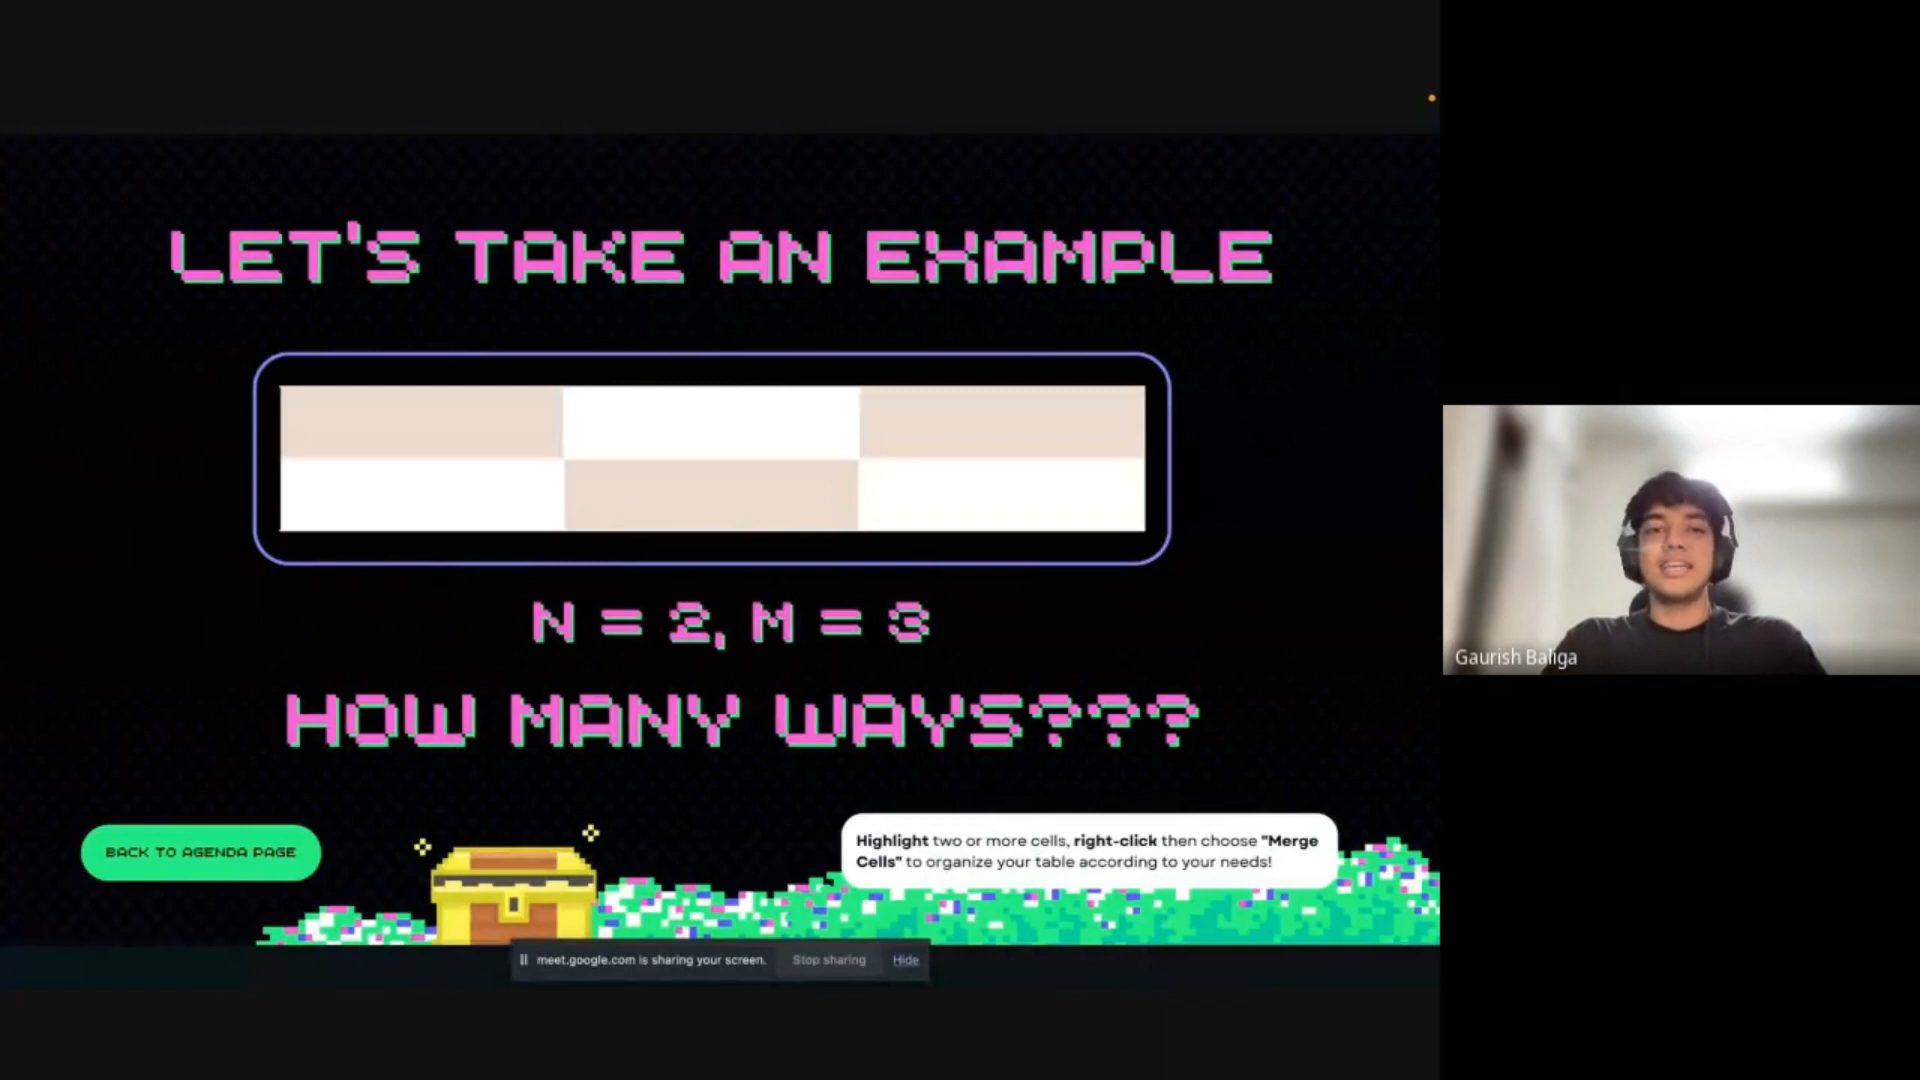 LET'S TAKE AN EXAMPLE
N = 2, M = 3
HOW MANY WAYS???
BACK TO AGENDA PAGE
Highlight two or more cells, right-click then choose "Merge
Cells" to organize your table according to your needs!
meet.google.com is sharing your screen. Stop sharing Hide
Gaurish Baliga